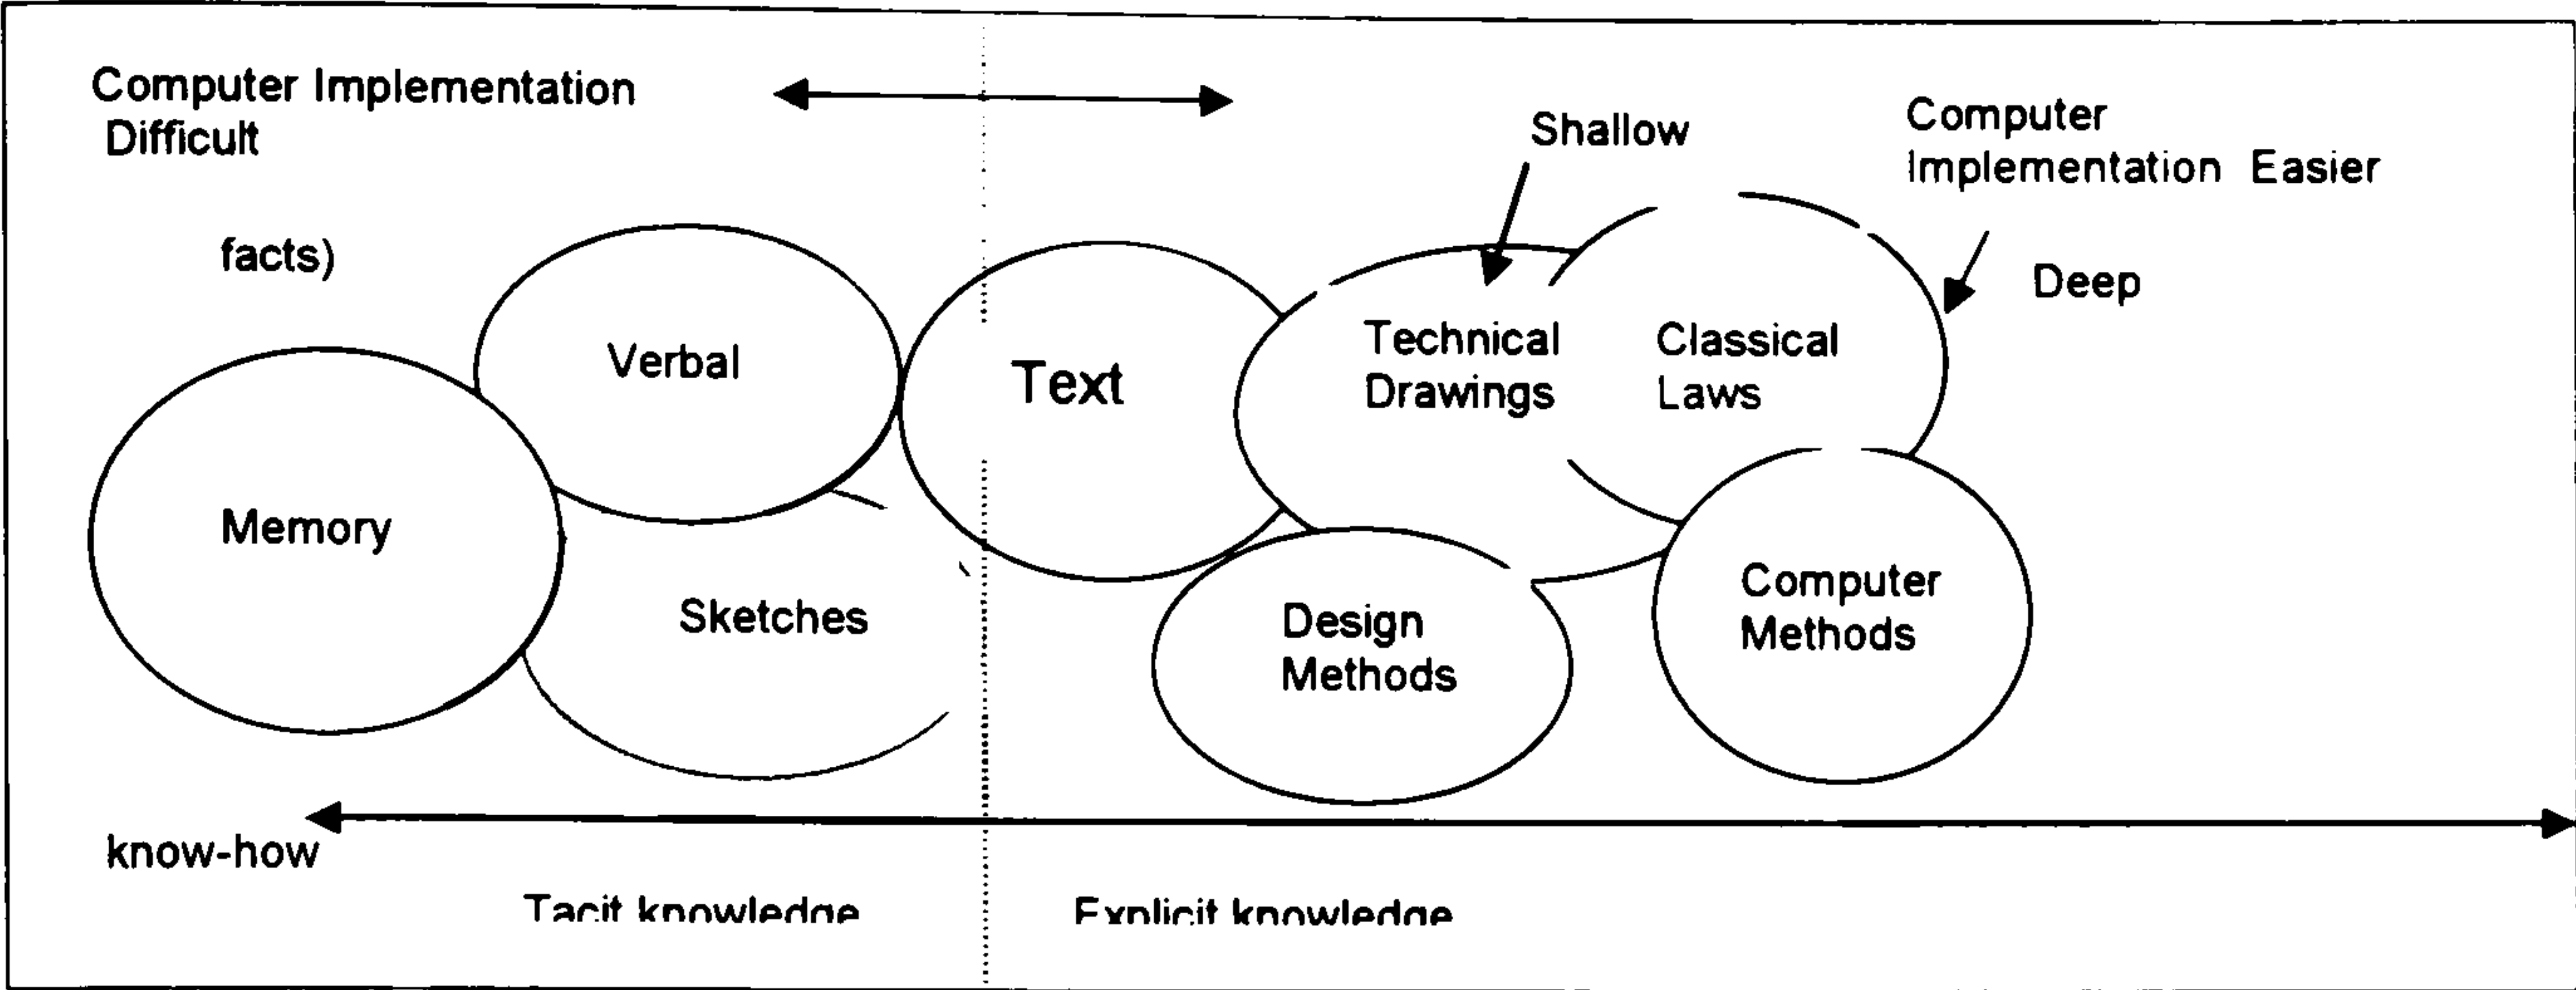 Computer Implementation
Difficult
Shallow
Computer
Implementation Easier
facts)
Deep
Verbal
Text
Technical
Drawings
Classical
Laws
Memory
Sketches
Design
Methods
Computer
Methods
know-how
Tacit knowledge
Explicit knowledge